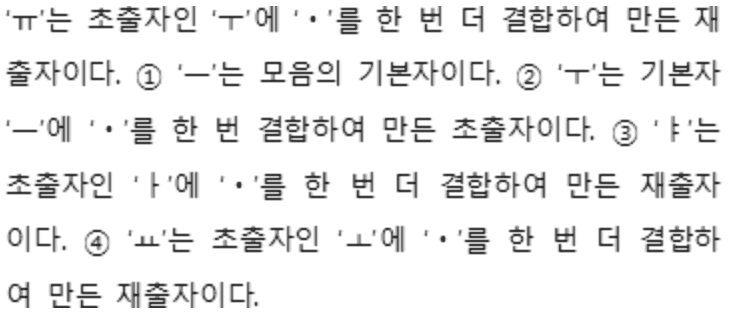 ‘ㅠ’는 초출자인 ‘ㅜ’에 ‘•’를 한 번 더 결합하여 만든 재
출자이다. ① ‘ㅡ’는 모음의 기본자이다. ② ‘ㅜ’는 기본자
‘ㅡ’에 ‘•’를 한 번 결합하여 만든 초출자이다. ③ ‘ㅑ’는
초출자인 ‘ㅏ’에 ‘•’를 한 번 더 결합하여 만든 재출자
이다. ④ ‘ㅛ’는 초출자인 ‘ㅗ’에 ‘•’를 한 번 더 결합하
여 만든 재출자이다.